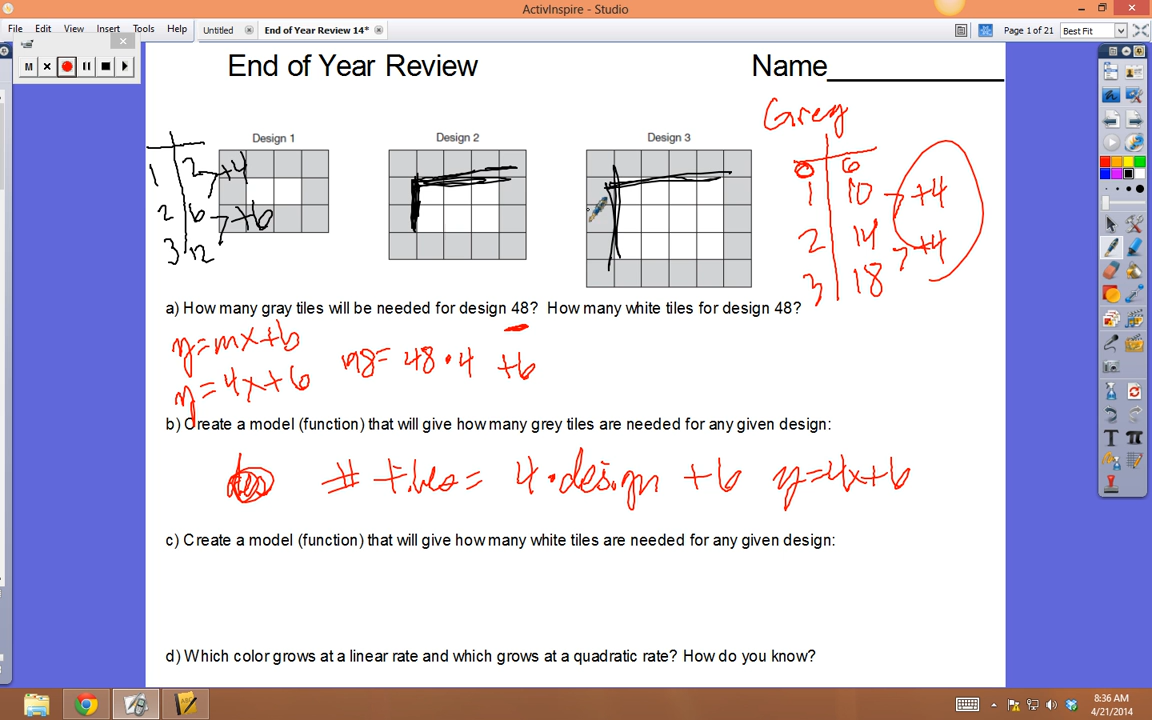 ActivInspire - Studio
File Edit View Insert Tools Help
Untitled
End of Year Review 14*
Page 1 of 21
Best Fit
M
End of Year Review
Name
Grey
Design 1
Design 2
Design 3
1 2 +4
2 6 +6
3 12
0 6
1 10 +4
2 14 +4
3 18
a) How many gray tiles will be needed for design 48? How many white tiles for design 48?
y=mx+b
y=4x+6
198= 48·4 +6
b) Create a model (function) that will give how many grey tiles are needed for any given design:
# tiles= 4·design +6 y=4x+6
c) Create a model (function) that will give how many white tiles are needed for any given design:
d) Which color grows at a linear rate and which grows at a quadratic rate? How do you know?
8:36 AM
4/21/2014